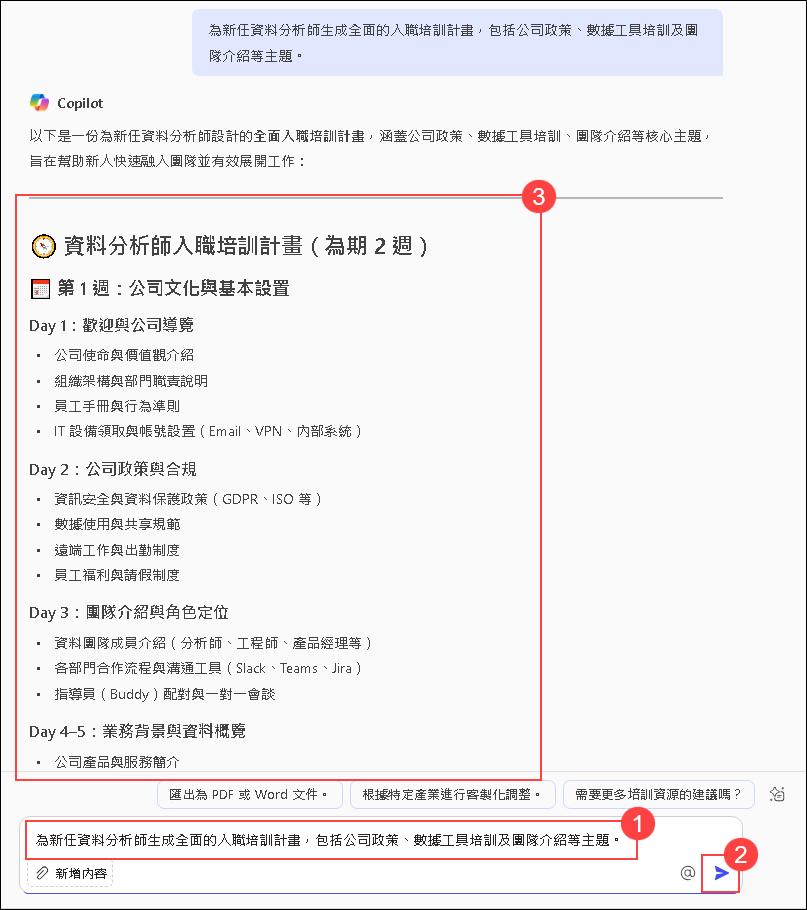 為新任資料分析師生成全面的入職培訓計畫，包括公司政策、數據工具培訓及團
隊介紹等主題。
Copilot
以下是一份為新任資料分析師設計的全面入職培訓計畫，涵蓋公司政策、數據工具培訓、團隊介紹等核心主題，
旨在幫助新人快速融入團隊並有效展開工作：
3
資料分析師入職培訓計畫（為期 2 週）
第 1 週：公司文化與基本設置
Day 1：歡迎與公司導覽
• 公司使命與價值觀介紹
• 組織架構與部門職責說明
• 員工手冊與行為準則
• IT 設備領取與帳號設置（Email、VPN、內部系統）
Day 2：公司政策與合規
• 資訊安全與資料保護政策（GDPR、ISO 等）
• 數據使用與共享規範
• 遠端工作與出勤制度
• 員工福利與請假制度
Day 3：團隊介紹與角色定位
• 資料團隊成員介紹（分析師、工程師、產品經理等）
• 各部門合作流程與溝通工具（Slack、Teams、Jira）
• 指導員（Buddy）配對與一對一會談
Day 4–5：業務背景與資料概覽
• 公司產品與服務簡介
匯出為 PDF 或 Word 文件。
根據特定產業進行客製化調整。
需要更多培訓資源的建議嗎？
1
為新任資料分析師生成全面的入職培訓計畫，包括公司政策、數據工具培訓及團隊介紹等主題。
2
新增內容
@